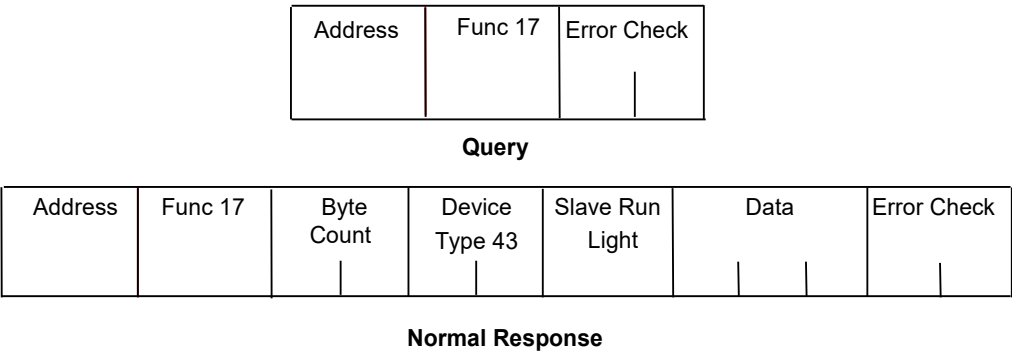 Address Func 17 Error Check
Query
Address Func 17 Byte Count Device Type 43 Slave Run Light Data Error Check
Normal Response